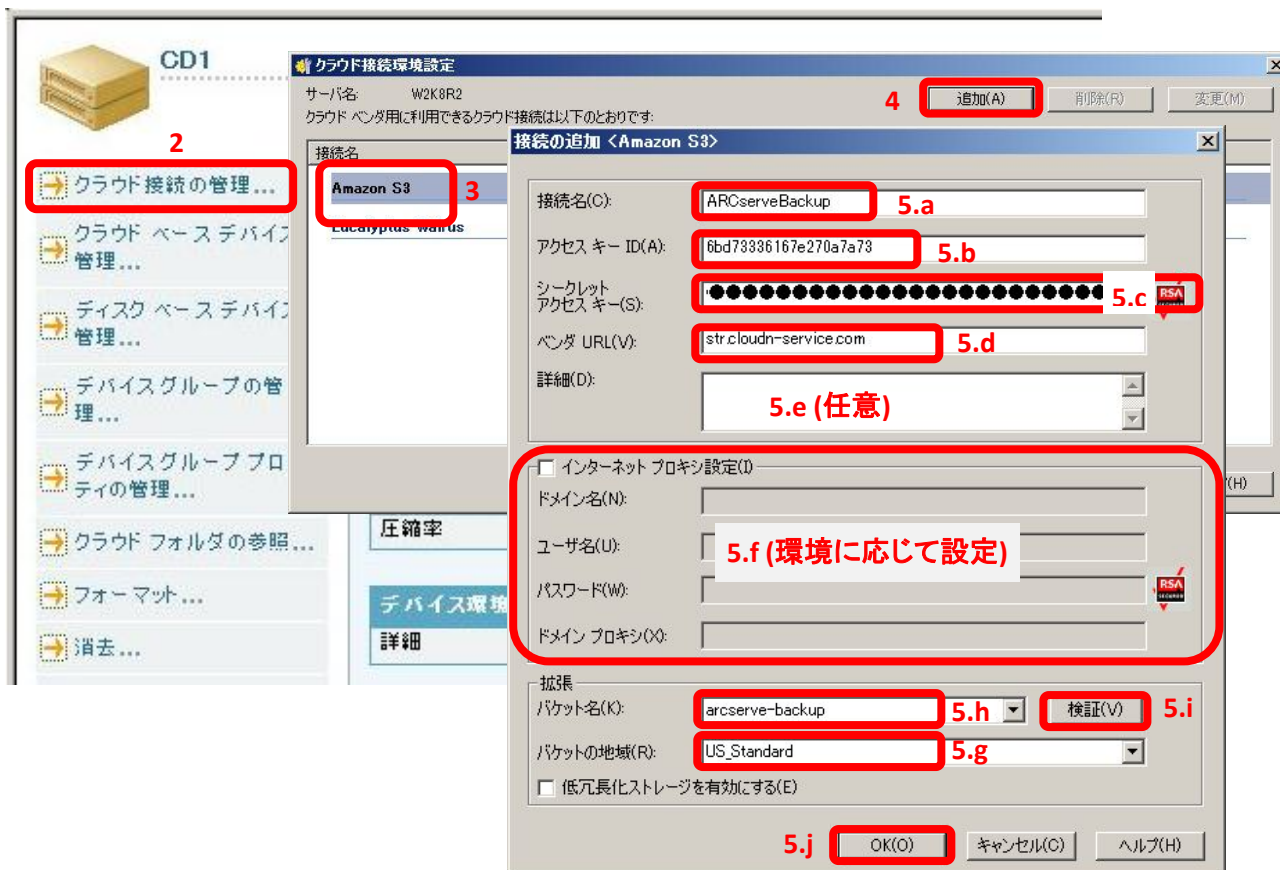 CD1
2
クラウド接続の管理...
クラウド ベース デバイ
管理...
ディスク ベース デバイ
管理...
デバイスグループの管
理...
デバイスグループ プロ
ティの管理...
クラウド フォルダの参照...
フォーマット...
消去...
圧縮率
デバイス環境
詳細
クラウド接続環境設定
サーバ名: W2K8R2
4
追加(A)
削除(R)
変更(M)
クラウド ベンダ用に利用できるクラウド接続は以下のとおりです:
接続名
Amazon S3
3
Eucalyptus Walrus
(H)
接続の追加 <Amazon S3>
接続名(C): ARCserveBackup 5.a
アクセス キー ID(A): 6bd73336167e270a7a73 5.b
シークレット
アクセス キー(S): ●●●●●●●●●●●●●●●●●●●●●●●● 5.c RSA
ベンダ URL(V): str.cloudn-service.com 5.d
詳細(D):
5.e (任意)
インターネット プロキシ設定(I)
ドメイン名(N):
ユーザ名(U):
5.f (環境に応じて設定)
パスワード(W): RSA
ドメイン プロキシ(X):
拡張
バケット名(K): arcserve-backup 5.h 検証(V) 5.i
バケットの地域(R): US_Standard 5.g
低冗長化ストレージを有効にする(E)
5.j OK(O) キャンセル(C) ヘルプ(H)